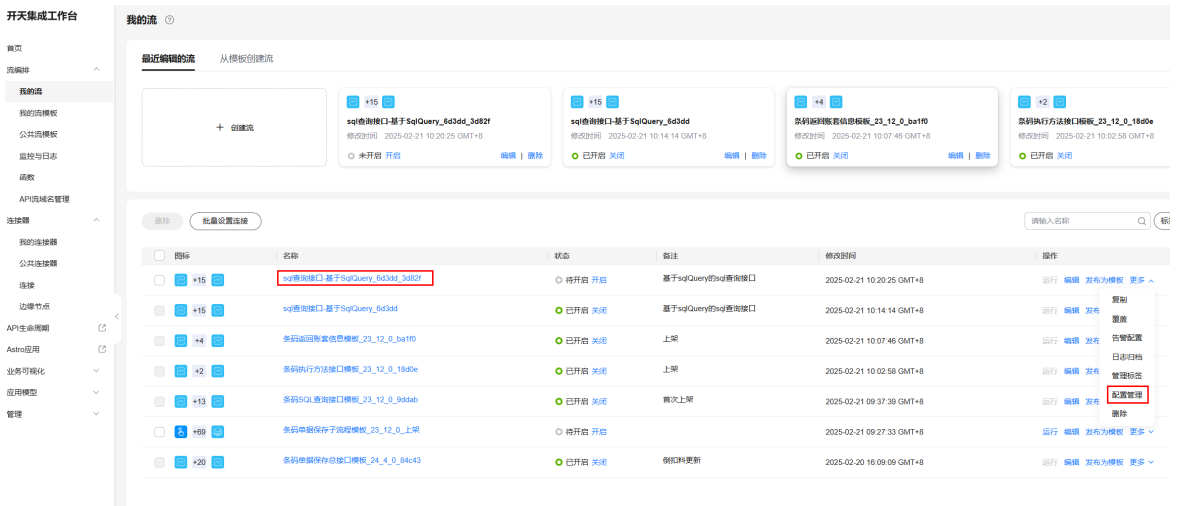 开天集成工作台
首页
流编排
我的流
我的流模板
公共流模板
监控与日志
函数
API流域名管理
连接器
我的连接器
公共连接器
连接
边缘节点
API生命周期
Astro应用
业务可视化
应用模型
管理
我的流
最近编辑的流 从模板创建流
+ 创建流
+15
sql查询接口-基于SqlQuery_6d3dd_3d82f
修改时间 2025-02-21 10:20:25 GMT+8
未开启 开启 编辑 | 删除
+15
sql查询接口-基于SqlQuery_6d3dd
修改时间 2025-02-21 10:14:14 GMT+8
已开启 关闭 编辑 | 删除
+4
条码返回账套信息模板_23_12_0_ba1f0
修改时间 2025-02-21 10:07:46 GMT+8
已开启 关闭 编辑 | 删除
+2
条码执行方法接口模板_23_12_0_18d0e
修改时间 2025-02-21 10:02:58 GMT+8
已开启 关闭
删除 批量设置连接 请输入名称
图标 名称 状态 备注 修改时间 操作
+15 sql查询接口-基于SqlQuery_6d3dd_3d82f 待开启 开启 基于sqlQuery的sql查询接口 2025-02-21 10:20:25 GMT+8 运行 编辑 发布为模板 更多
+15 sql查询接口-基于SqlQuery_6d3dd 已开启 关闭 基于sqlQuery的sql查询接口 2025-02-21 10:14:14 GMT+8 运行 编辑 发布
+4 条码返回账套信息模板_23_12_0_ba1f0 已开启 关闭 上架 2025-02-21 10:07:46 GMT+8 运行 编辑 发布
+2 条码执行方法接口模板_23_12_0_18d0e 已开启 关闭 上架 2025-02-21 10:02:58 GMT+8 运行 编辑 发布
+13 条码SQL查询接口模板_23_12_0_9ddab 已开启 关闭 首次上架 2025-02-21 09:37:39 GMT+8 运行 编辑 发布
+69 条码单据保存子流程模板_23_12_0_上架 待开启 开启 2025-02-21 09:27:33 GMT+8 运行 编辑 发布为模板 更多
+20 条码单据保存总接口模板_24_4_0_84c43 已开启 关闭 倒扣料更新 2025-02-20 16:09:09 GMT+8 运行 编辑 发布为模板 更多
复制
覆盖
告警配置
日志归档
管理标签
配置管理
删除